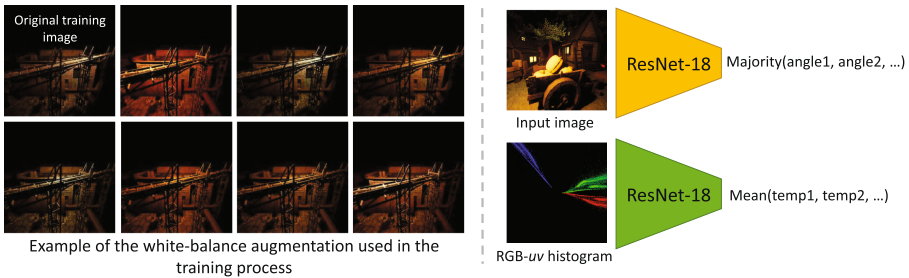 Original training
image
Example of the white-balance augmentation used in the
training process
ResNet-18
Majority(angle1, angle2, ...)
Input image
ResNet-18
Mean(temp1, temp2, ...)
RGB-uv histogram